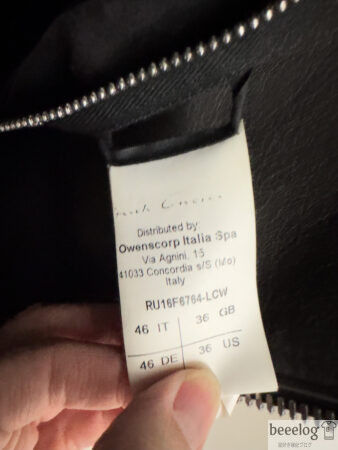 Distributed by:
Owenscorp Italia Spa
Via Agnini, 15
41033 Concordia s/S (Mo)
Italy
RU16F6764-LCW
46 IT 36 GB
46 DE 36 US
beeelog